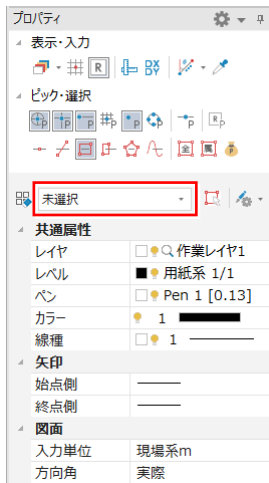 プロパティ
表示・入力
R DX BY
ピック・選択
P P P P P P P RP
未選択
共通属性
レイヤ 作業レイヤ1
レベル 用紙系 1/1
ペン Pen 1 [0.13]
カラー 1
線種 1
矢印
始点側
終点側
図面
入力単位 現場系m
方向角 実際